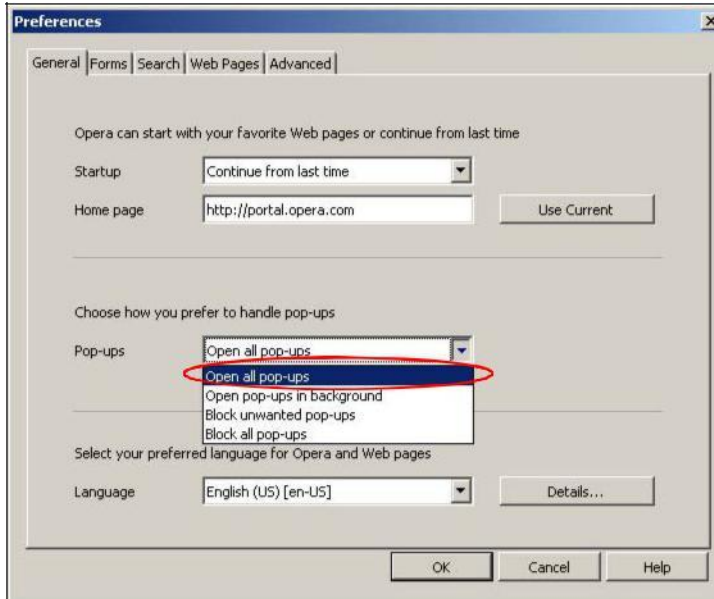 Preferences
General Forms Search Web Pages Advanced
Opera can start with your favorite Web pages or continue from last time
Startup Continue from last time
Home page http://portal.opera.com Use Current
Choose how you prefer to handle pop-ups
Pop-ups Open all pop-ups
Open all pop-ups
Open pop-ups in background
Block unwanted pop-ups
Block all pop-ups
Select your preferred language for Opera and Web pages
Language English (US) [en-US] Details...
OK Cancel Help